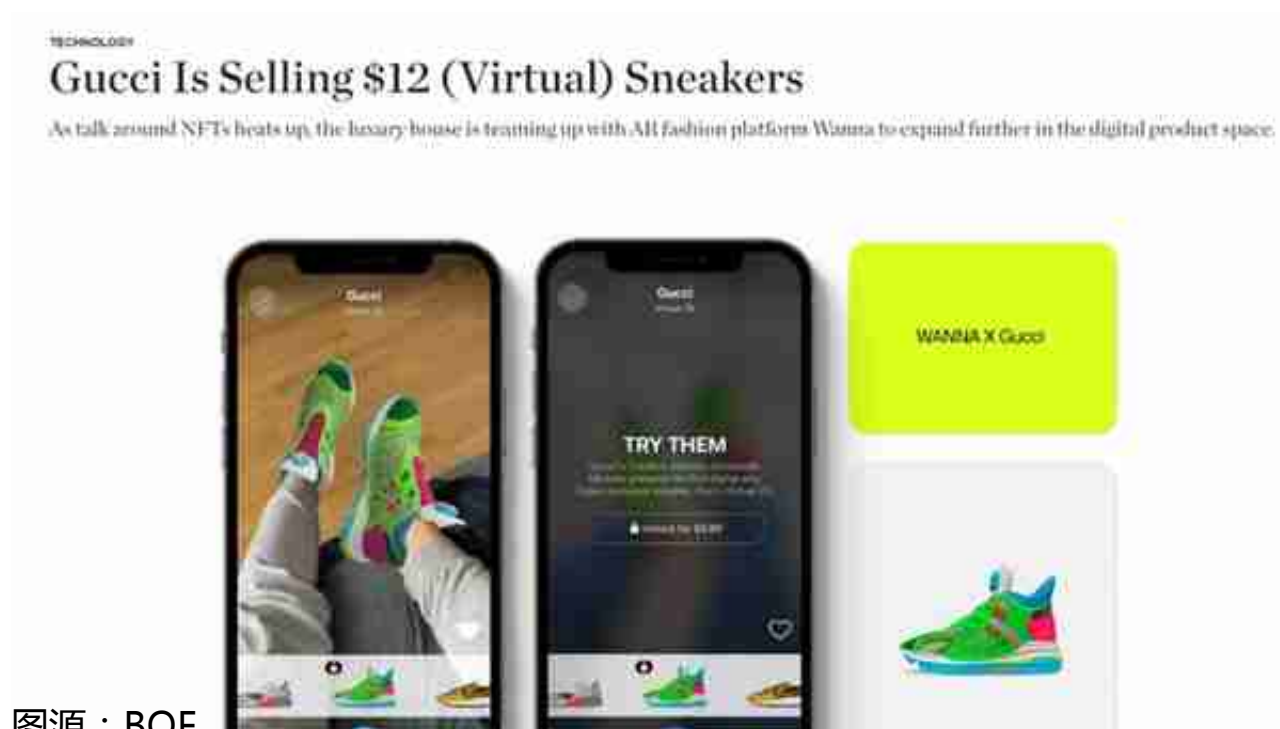 TECHNOLOGY
Gucci Is Selling $12 (Virtual) Sneakers
As talk around NFTs heats up, the luxury house is teaming up with AR fashion platform Wanna to expand further in the digital product space.
Gucci
Gucci
WANNA X Gucci
TRY THEM
图源：BOF